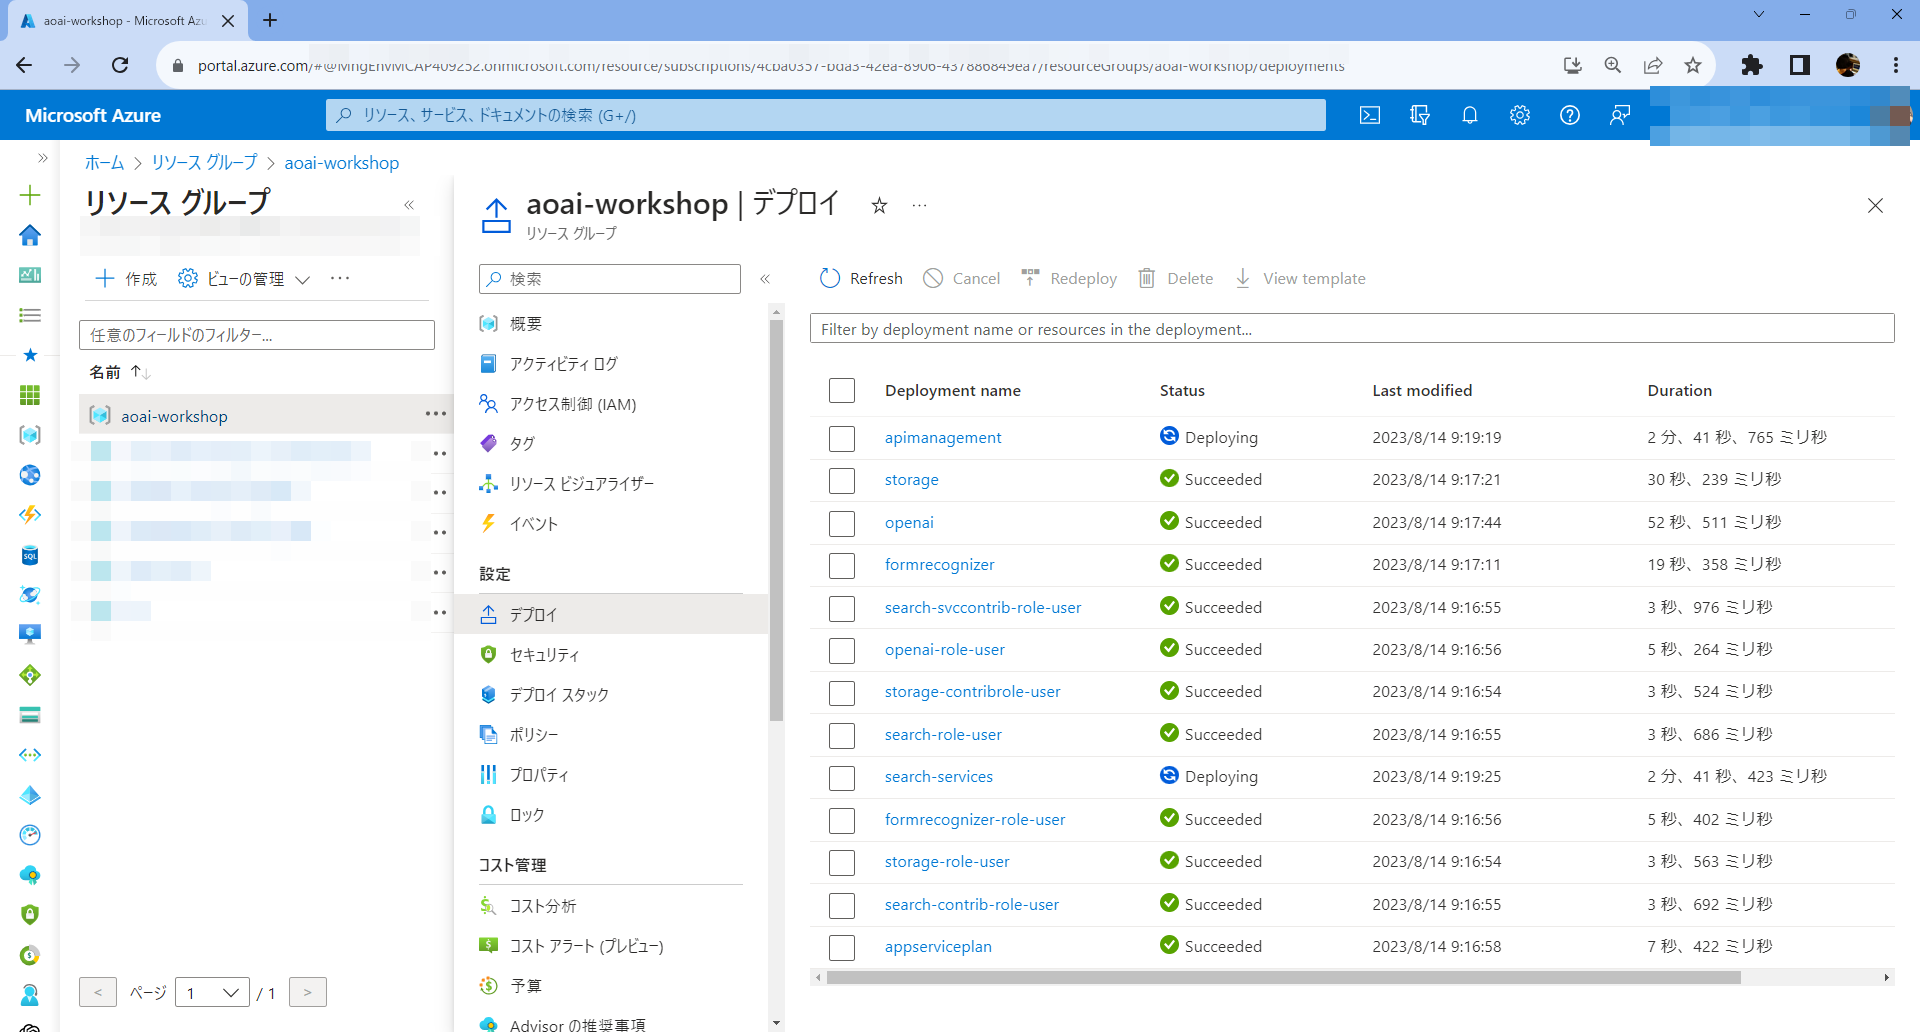 aoai-workshop - Microsoft Azu
portal.azure.com/#@MngEnvMCAP409252.onmicrosoft.com/resource/subscriptions/4cba0357-bda3-42ea-8906-437886849ea7/resourceGroups/aoai-workshop/deployments
Microsoft Azure
リソース、サービス、ドキュメントの検索 (G+/)
ホーム > リソース グループ > aoai-workshop
リソース グループ
作成 ビューの管理 ···
任意のフィールドのフィルター...
名前 ↑↓
aoai-workshop ···
< ページ 1 / 1 >
aoai-workshop | デプロイ ☆ ···
リソース グループ
検索
概要
アクティビティ ログ
アクセス制御 (IAM)
タグ
リソース ビジュアライザー
イベント
設定
デプロイ
セキュリティ
デプロイ スタック
ポリシー
プロパティ
ロック
コスト管理
コスト分析
コスト アラート (プレビュー)
予算
Advisor の推奨事項
Refresh Cancel Redeploy Delete View template
Filter by deployment name or resources in the deployment...
Deployment name Status Last modified Duration
apimanagement Deploying 2023/8/14 9:19:19 2 分、41 秒、765 ミリ秒
storage Succeeded 2023/8/14 9:17:21 30 秒、239 ミリ秒
openai Succeeded 2023/8/14 9:17:44 52 秒、511 ミリ秒
formrecognizer Succeeded 2023/8/14 9:17:11 19 秒、358 ミリ秒
search-svccontrib-role-user Succeeded 2023/8/14 9:16:55 3 秒、976 ミリ秒
openai-role-user Succeeded 2023/8/14 9:16:56 5 秒、264 ミリ秒
storage-contribrole-user Succeeded 2023/8/14 9:16:54 3 秒、524 ミリ秒
search-role-user Succeeded 2023/8/14 9:16:55 3 秒、686 ミリ秒
search-services Deploying 2023/8/14 9:19:25 2 分、41 秒、423 ミリ秒
formrecognizer-role-user Succeeded 2023/8/14 9:16:56 5 秒、402 ミリ秒
storage-role-user Succeeded 2023/8/14 9:16:54 3 秒、563 ミリ秒
search-contrib-role-user Succeeded 2023/8/14 9:16:55 3 秒、692 ミリ秒
appserviceplan Succeeded 2023/8/14 9:16:58 7 秒、422 ミリ秒